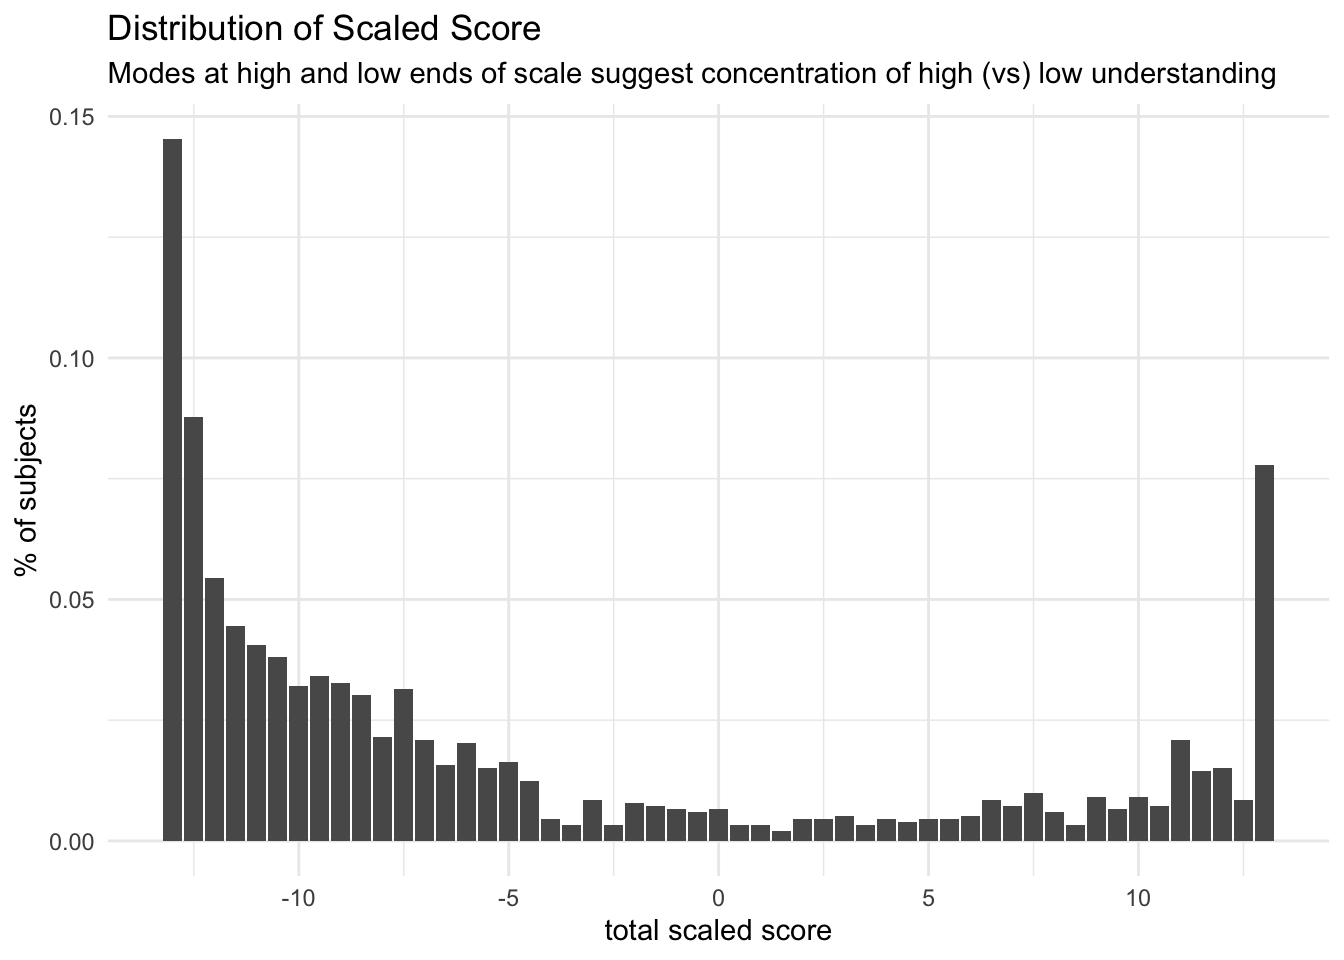 Distribution of Scaled Score
Modes at high and low ends of scale suggest concentration of high (vs) low understanding
0.15
0.10
0.05
0.00
% of subjects
-10
-5
0
5
10
total scaled score